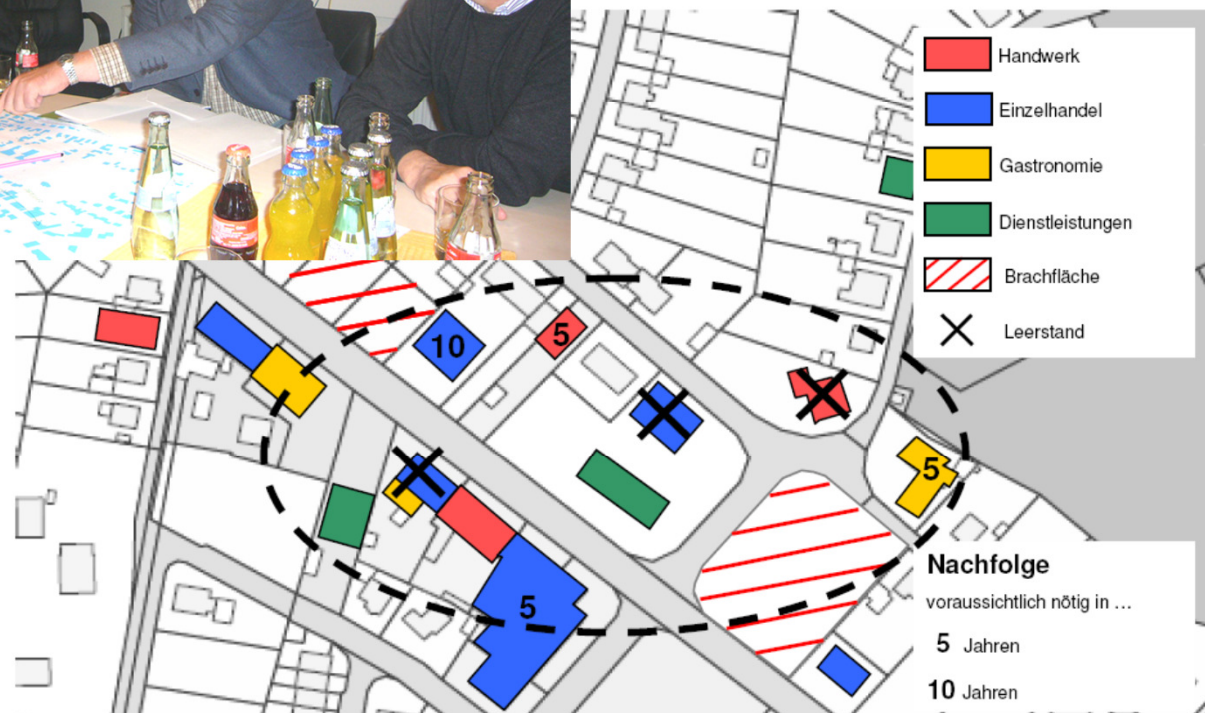 Handwerk
Einzelhandel
Gastronomie
Dienstleistungen
Brachfläche
Leerstand
10
5
5
5
Nachfolge
voraussichtlich nötig in ...
5 Jahren
10 Jahren